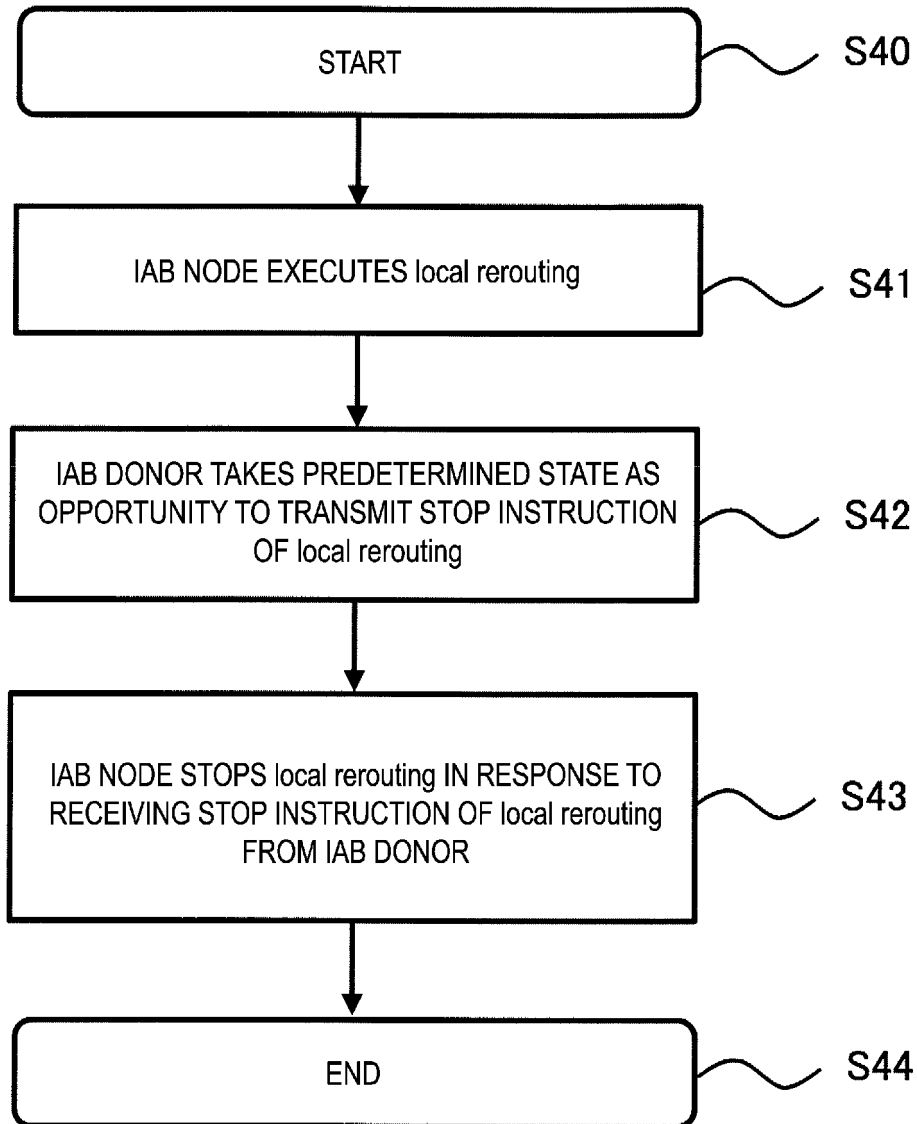 START
S40
IAB NODE EXECUTES local rerouting
S41
IAB DONOR TAKES PREDETERMINED STATE AS
OPPORTUNITY TO TRANSMIT STOP INSTRUCTION
OF local rerouting
S42
IAB NODE STOPS local rerouting IN RESPONSE TO
RECEIVING STOP INSTRUCTION OF local rerouting
FROM IAB DONOR
S43
END
S44